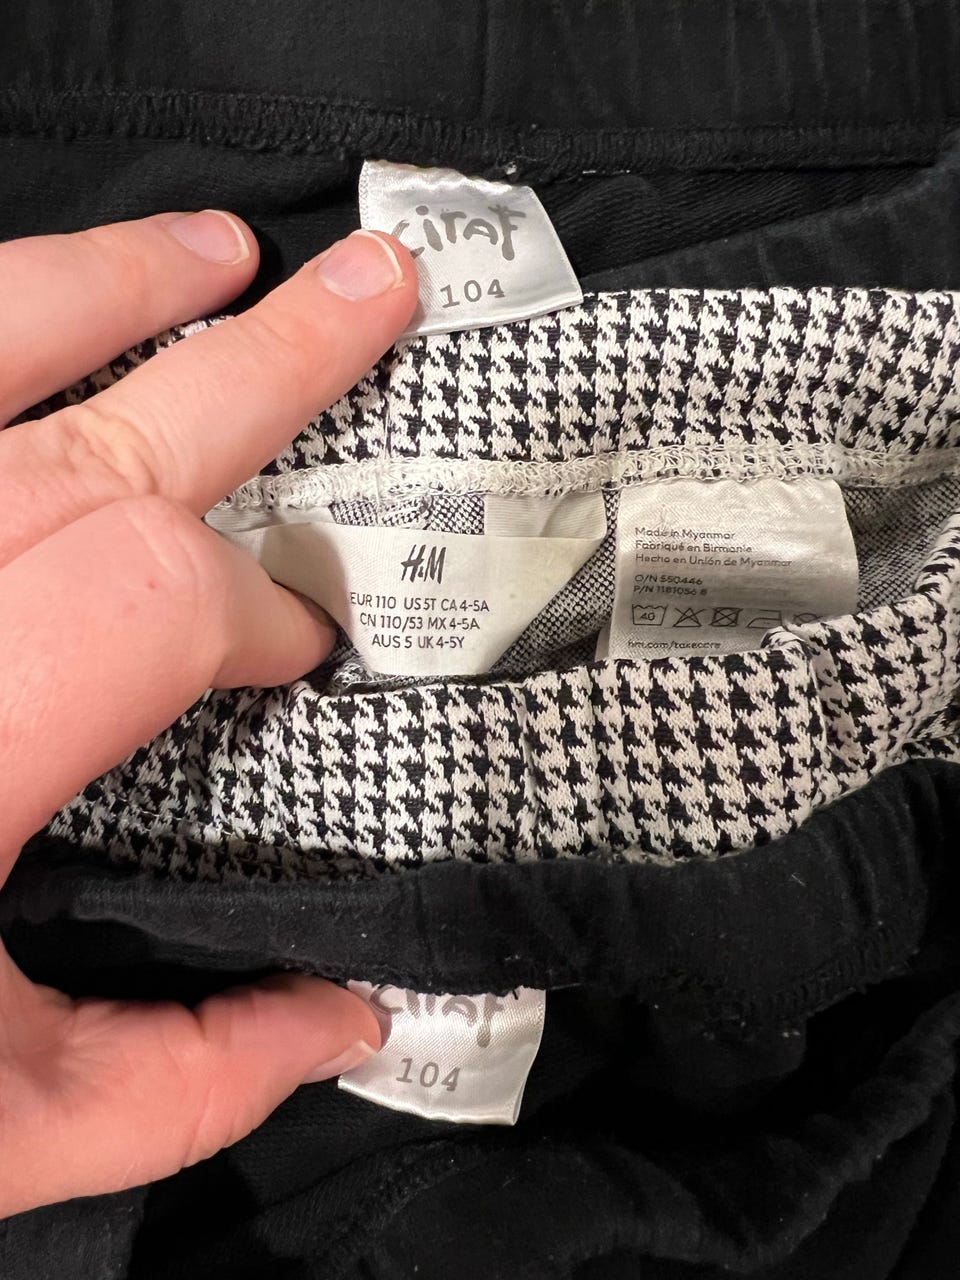 Ciraf
104
H&M
EUR 110 US 5T CA 4-5A
CN 110/53 MX 4-5A
AUS 5 UK 4-5Y
Made in Myanmar
Fabriqué en Birmanie
Hecho en Unión de Myanmar
O/N 550446
P/N 1181056 8
40
hm.com/takecare
Ciraf
104